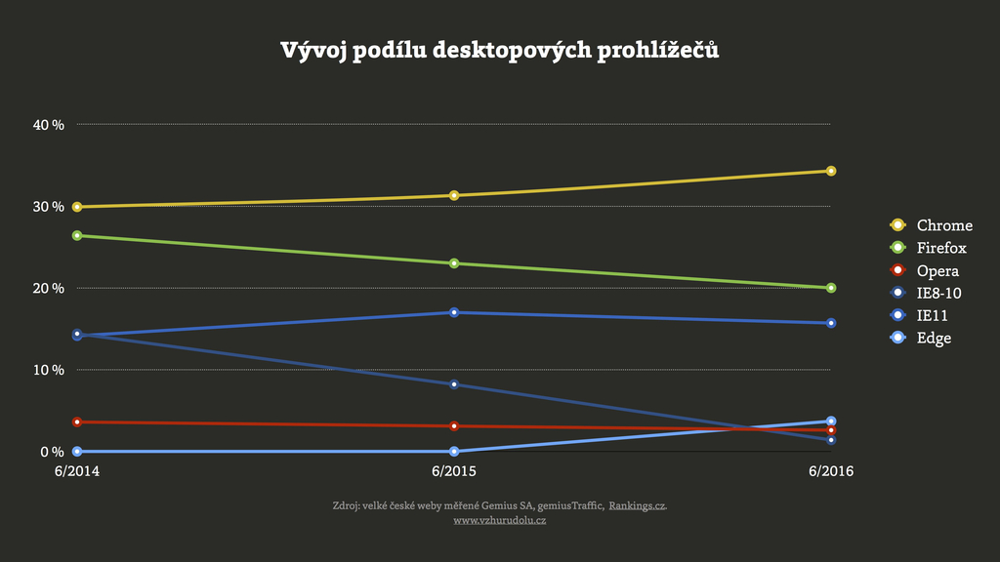 Vývoj podílu desktopových prohlížečů
40 %
30 %
20 %
10 %
0 %
6/2014
6/2015
6/2016
Chrome
Firefox
Opera
IE8-10
IE11
Edge
Zdroj: velké české weby měřené Gemius SA, gemiusTraffic, Rankings.cz.
www.vzhurudolu.cz